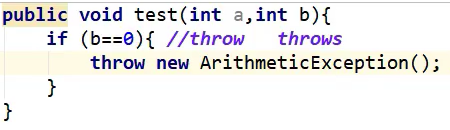 public void test(int a,int b){
    if (b==0){ //throw   throws
        throw new ArithmeticException();
    }
}